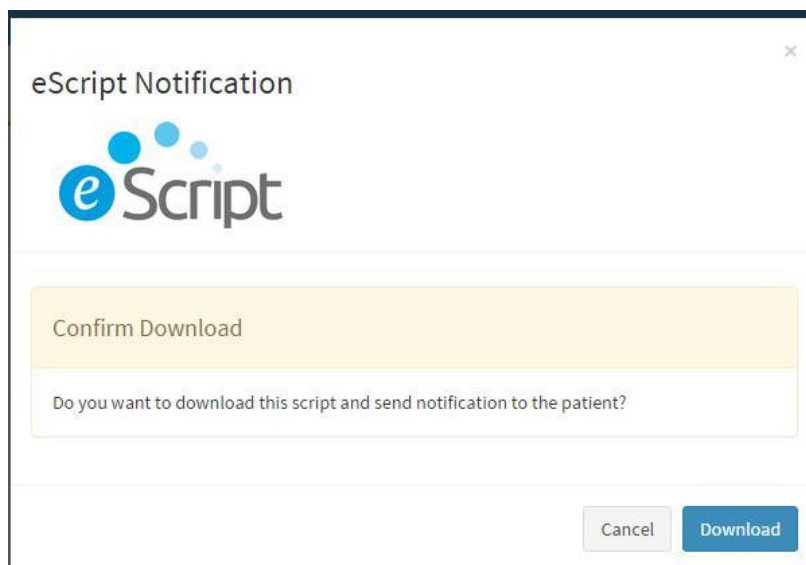 ×
eScript Notification
eScript
Confirm Download
Do you want to download this script and send notification to the patient?
Cancel Download